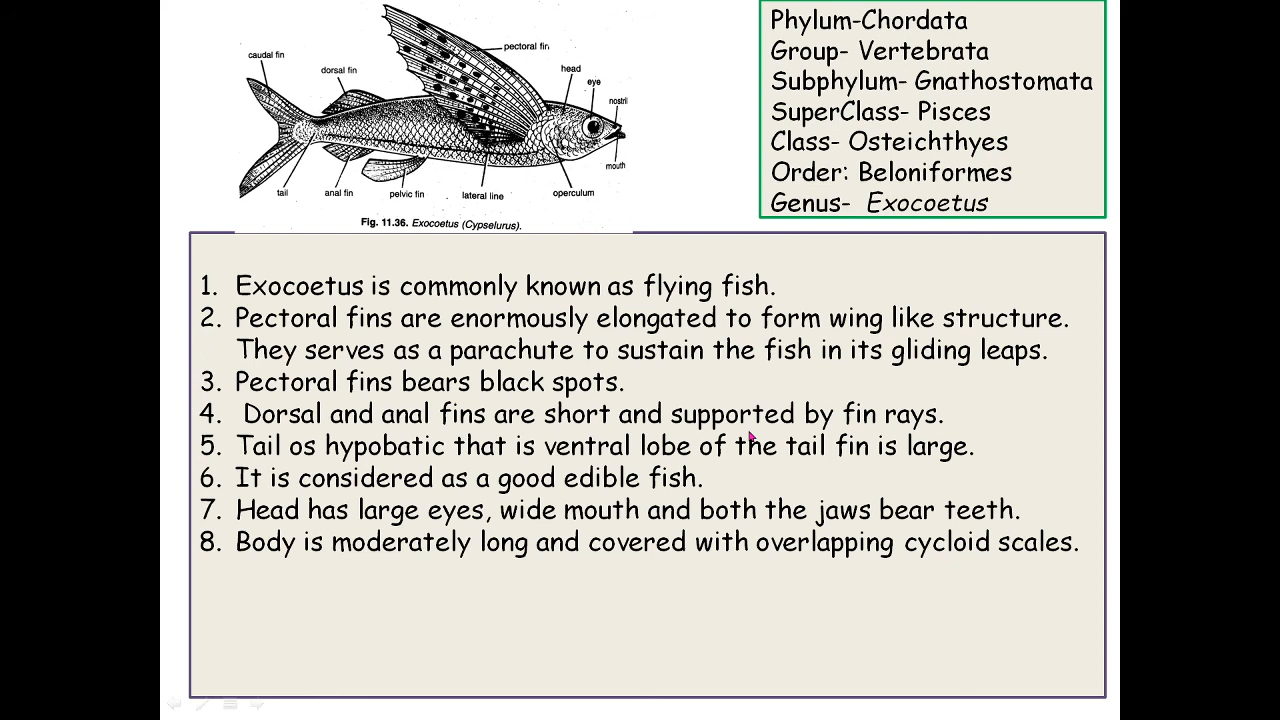 caudal fin
dorsal fin
pectoral fin
head
eye
nostril
mouth
tail
anal fin
pelvic fin
lateral line
operculum
Fig. 11.36. Exocoetus (Cypselurus).
Phylum-Chordata
Group- Vertebrata
Subphylum- Gnathostomata
SuperClass- Pisces
Class- Osteichthyes
Order: Beloniformes
Genus- Exocoetus
1. Exocoetus is commonly known as flying fish.
2. Pectoral fins are enormously elongated to form wing like structure.
They serves as a parachute to sustain the fish in its gliding leaps.
3. Pectoral fins bears black spots.
4. Dorsal and anal fins are short and supported by fin rays.
5. Tail os hypobatic that is ventral lobe of the tail fin is large.
6. It is considered as a good edible fish.
7. Head has large eyes, wide mouth and both the jaws bear teeth.
8. Body is moderately long and covered with overlapping cycloid scales.